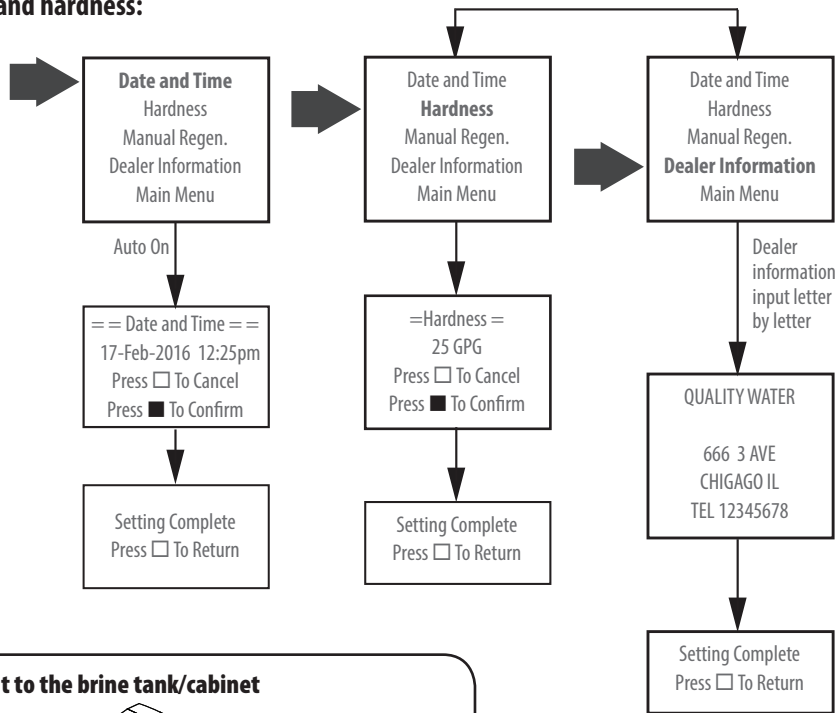 and hardness:
Date and Time
Hardness
Manual Regen.
Dealer Information
Main Menu
Auto On
= = Date and Time = =
17-Feb-2016 12:25pm
Press □ To Cancel
Press ■ To Confirm
Setting Complete
Press □ To Return
Date and Time
Hardness
Manual Regen.
Dealer Information
Main Menu
=Hardness =
25 GPG
Press □ To Cancel
Press ■ To Confirm
Setting Complete
Press □ To Return
Date and Time
Hardness
Manual Regen.
Dealer Information
Main Menu
Dealer
information
input letter
by letter
QUALITY WATER
666 3 AVE
CHIGAGO IL
TEL 12345678
Setting Complete
Press □ To Return
t to the brine tank/cabinet